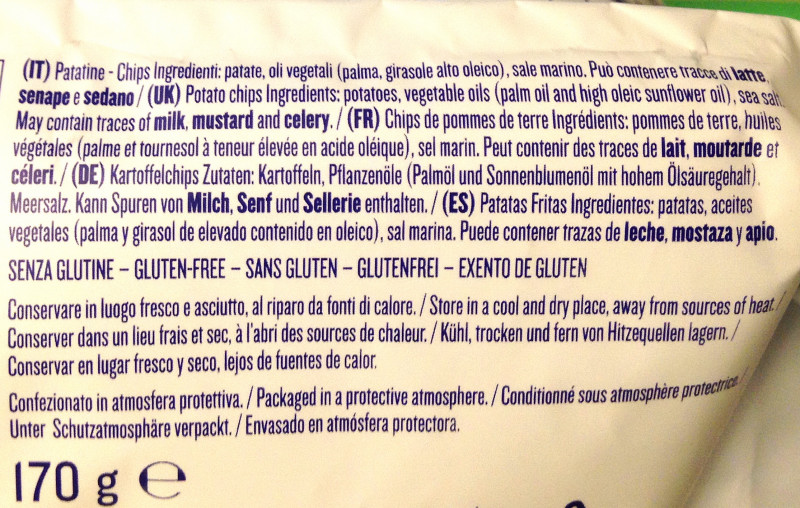 (IT) Patatine - Chips Ingredienti: patate, oli vegetali (palma, girasole alto oleico), sale marino. Può contenere tracce di latte,
senape e sedano / (UK) Potato chips Ingredients: potatoes, vegetable oils (palm oil and high oleic sunflower oil), sea salt.
May contain traces of milk, mustard and celery. / (FR) Chips de pommes de terre Ingrédients: pommes de terre, huiles
végétales (palme et tournesol à teneur élevée en acide oléique), sel marin. Peut contenir des traces de lait, moutarde et
céleri. / (DE) Kartoffelchips Zutaten: Kartoffeln, Pflanzenöle (Palmöl und Sonnenblumenöl mit hohem Ölsäuregehalt),
Meersalz. Kann Spuren von Milch, Senf und Sellerie enthalten. / (ES) Patatas Fritas Ingredientes: patatas, aceites
vegetales (palma y girasol de elevado contenido en oleico), sal marina. Puede contener trazas de leche, mostaza y apio.
SENZA GLUTINE – GLUTEN-FREE – SANS GLUTEN – GLUTENFREI – EXENTO DE GLUTEN
Conservare in luogo fresco e asciutto, al riparo da fonti di calore. / Store in a cool and dry place, away from sources of heat. /
Conserver dans un lieu frais et sec, à l'abri des sources de chaleur. / Kühl, trocken und fern von Hitzequellen lagern. /
Conservar en lugar fresco y seco, lejos de fuentes de calor.
Confezionato in atmosfera protettiva. / Packaged in a protective atmosphere. / Conditionné sous atmosphère protectrice. /
Unter Schutzatmosphäre verpackt. / Envasado en atmósfera protectora.
170 g ℮